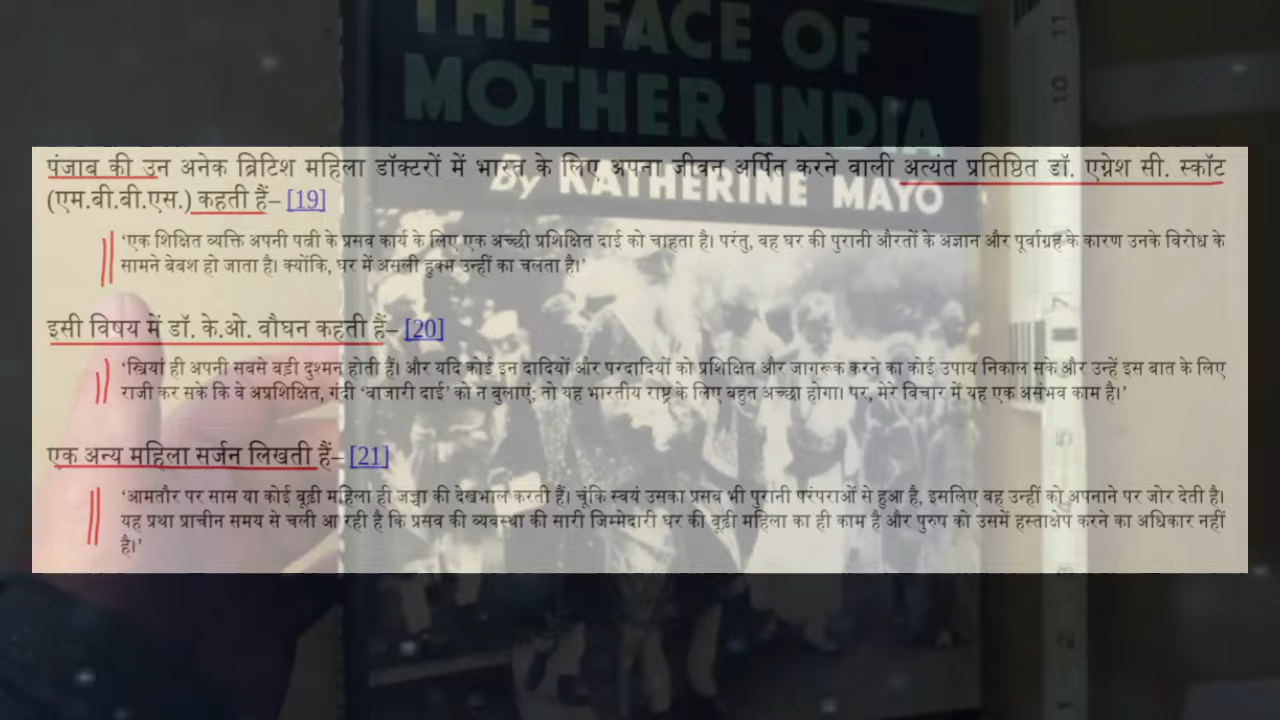 THE FACE OF
MOTHER INDIA
By KATHERINE MAYO
पंजाब की उन अनेक ब्रिटिश महिला डॉक्टरों में भारत के लिए अपना जीवन अर्पित करने वाली अत्यंत प्रतिष्ठित डॉ. एग्नेश सी. स्कॉट
(एम.बी.बी.एस.) कहती हैं– [19]
‘एक शिक्षित व्यक्ति अपनी पत्नी के प्रसव कार्य के लिए एक अच्छी प्रशिक्षित दाई को चाहता है। परंतु, वह घर की पुरानी औरतों के अज्ञान और पूर्वाग्रह के कारण उनके विरोध के
सामने बेबश हो जाता है। क्योंकि, घर में असली हुक्म उन्हीं का चलता है।’
इसी विषय में डॉ. के.ओ. वौघन कहती हैं– [20]
‘स्त्रियां ही अपनी सबसे बड़ी दुश्मन होती हैं। और यदि कोई इन दादियों और परदादियों को प्रशिक्षित और जागरूक करने का कोई उपाय निकाल सके और उन्हें इस बात के लिए
राजी कर सके कि वे अप्रशिक्षित, गंदी ‘बाजारी दाई’ को न बुलाएं; तो यह भारतीय राष्ट्र के लिए बहुत अच्छा होगा। पर, मेरे विचार में यह एक असंभव काम है।’
एक अन्य महिला सर्जन लिखती हैं– [21]
‘आमतौर पर सास या कोई बूढ़ी महिला ही जच्चा की देखभाल करती हैं। चूंकि स्वयं उसका प्रसव भी पुरानी परंपराओं से हुआ है, इसलिए वह उन्हीं को अपनाने पर जोर देती है।
यह प्रथा प्राचीन समय से चली आ रही है कि प्रसव की व्यवस्था की सारी जिम्मेदारी घर की बूढ़ी महिला का ही काम है और पुरुष को उसमें हस्ताक्षेप करने का अधिकार नहीं
है।’